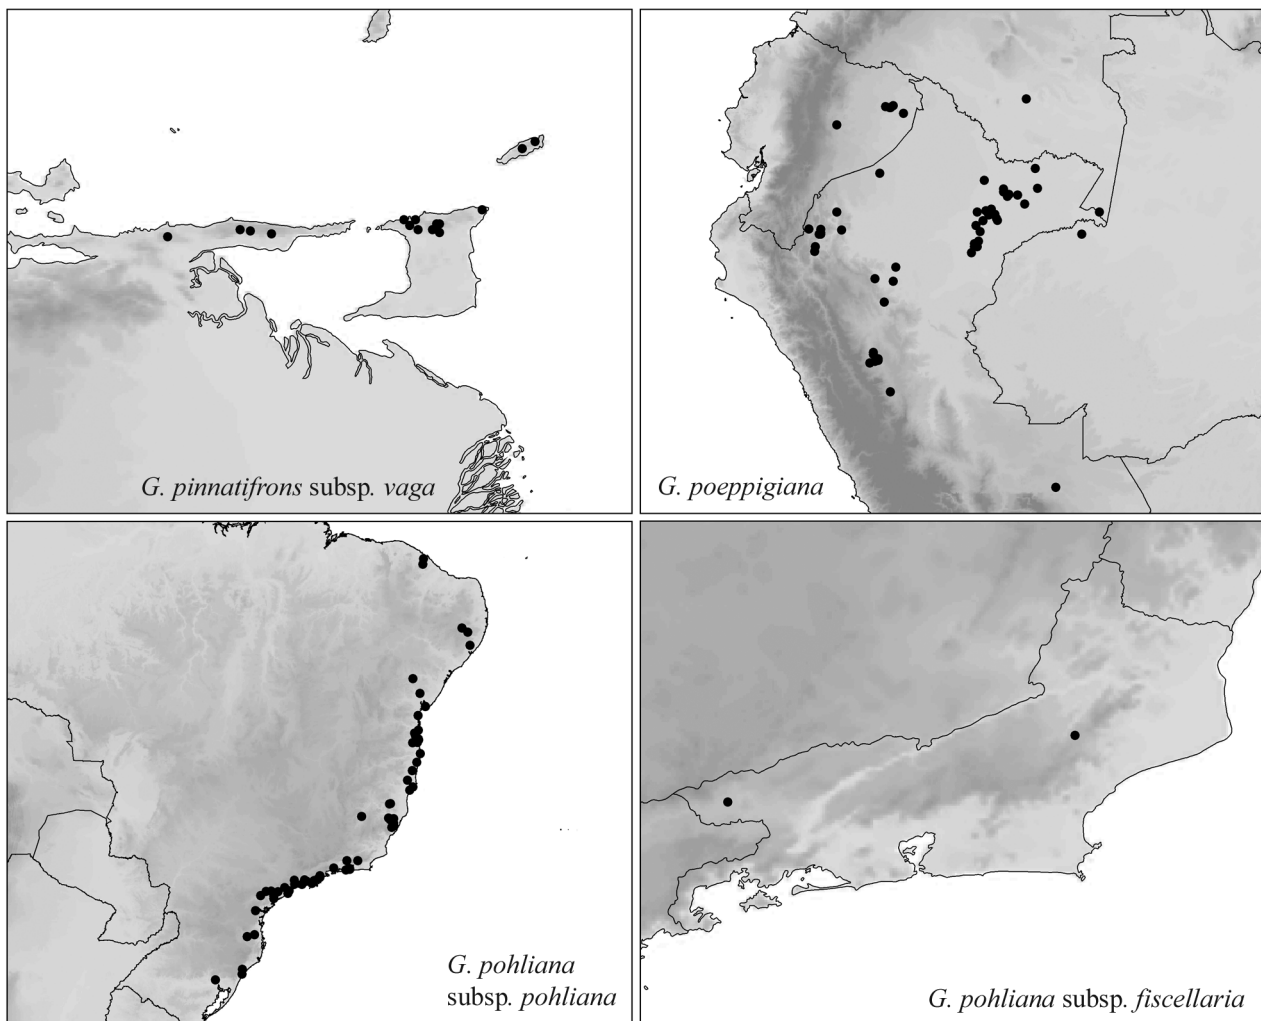 G. pinnatifrons subsp. vaga
G. poeppigiana
G. pohliana
subsp. pohliana
G. pohliana subsp. fiscellaria